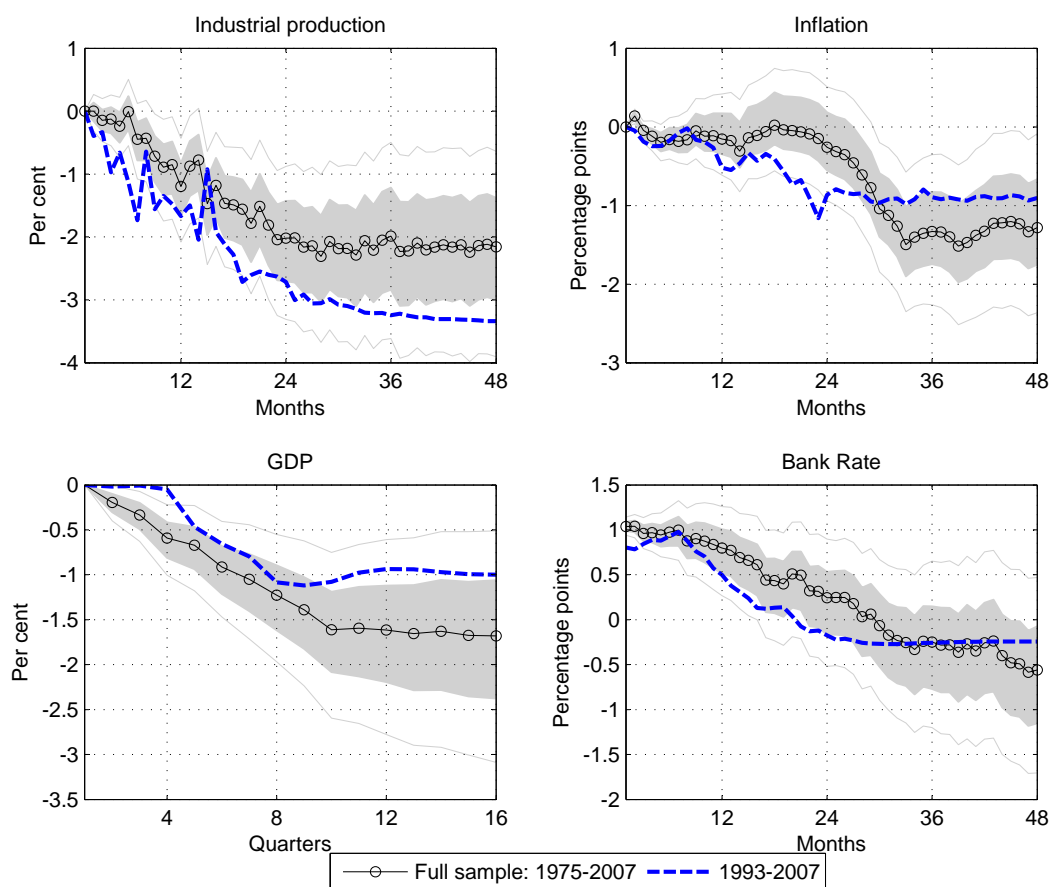 Industrial production
1
0
-1
-2
-3
-4
Per cent
12 24 36 48
Months
Inflation
1
0
-1
-2
-3
Percentage points
12 24 36 48
Months
GDP
0
-0.5
-1
-1.5
-2
-2.5
-3
-3.5
Per cent
4 8 12 16
Quarters
Bank Rate
1.5
1
0.5
0
-0.5
-1
-1.5
-2
Percentage points
12 24 36 48
Months
Full sample: 1975-2007
1993-2007